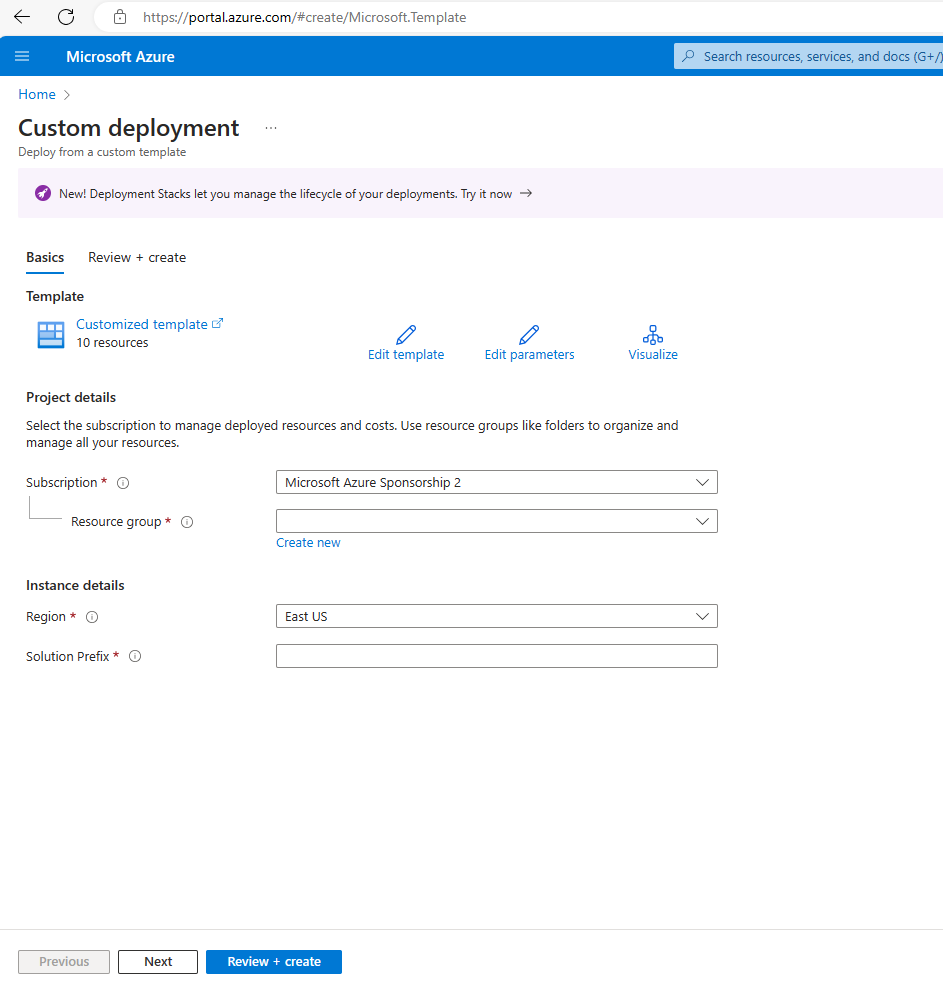 https://portal.azure.com/#create/Microsoft.Template
Microsoft Azure
Search resources, services, and docs (G+/)
Home
Custom deployment ...
Deploy from a custom template
New! Deployment Stacks let you manage the lifecycle of your deployments. Try it now →
Basics Review + create
Template
Customized template
10 resources
Edit template Edit parameters Visualize
Project details
Select the subscription to manage deployed resources and costs. Use resource groups like folders to organize and
manage all your resources.
Subscription * Microsoft Azure Sponsorship 2
Resource group *
Create new
Instance details
Region * East US
Solution Prefix *
Previous Next Review + create